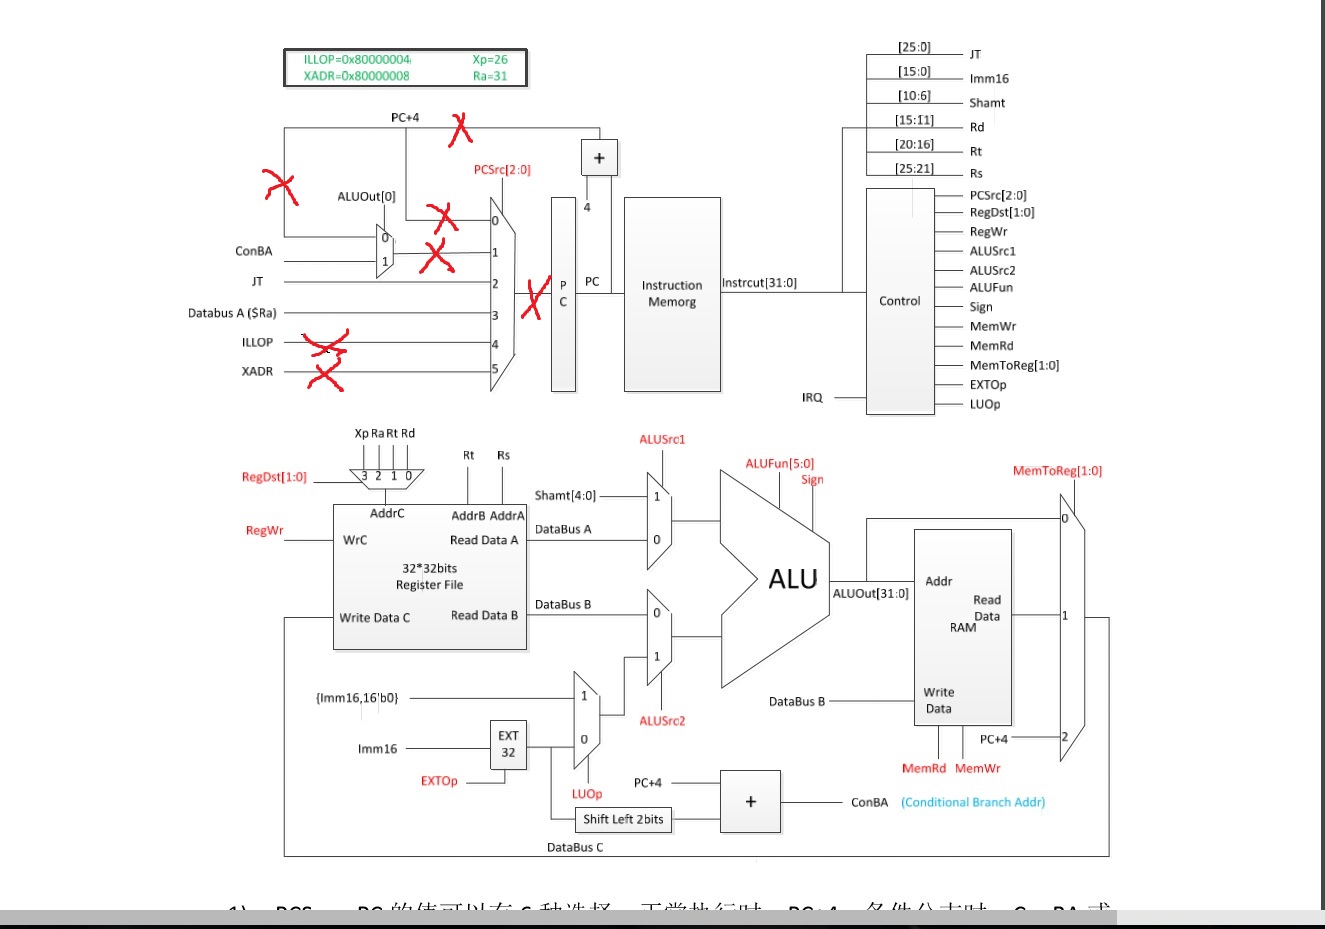 ILLOP=0x80000004 Xp=26
XADR=0x80000008 Ra=31
PC+4
PCSrc[2:0]
ALUOut[0]
+
4
0
1
ConBA
JT
Databus A ($Ra)
ILLOP
XADR
0
1
2
3
4
5
P
C
PC
Instruction
Memorg
Instrcut[31:0]
[25:0] JT
[15:0] Imm16
[10:6] Shamt
[15:11] Rd
[20:16] Rt
[25:21] Rs
Control
IRQ
PCSrc[2:0]
RegDst[1:0]
RegWr
ALUSrc1
ALUSrc2
ALUFun
Sign
MemWr
MemRd
MemToReg[1:0]
EXTOp
LUOp
Xp Ra Rt Rd
3 2 1 0
RegDst[1:0]
RegWr
Rt Rs
AddrC
AddrB AddrA
WrC
Read Data A
32*32bits
Register File
Write Data C
Read Data B
ALUSrc1
Shamt[4:0]
1
DataBus A
0
DataBus B
0
1
ALUSrc2
ALUFun[5:0]
Sign
ALU
ALUOut[31:0]
MemToReg[1:0]
0
1
2
Addr
Read
Data
RAM
Write
Data
DataBus B
PC+4
MemRd MemWr
{Imm16,16'b0}
1
0
Imm16
EXT
32
EXTOp
LUOp
Shift Left 2bits
PC+4
+
ConBA (Conditional Branch Addr)
DataBus C